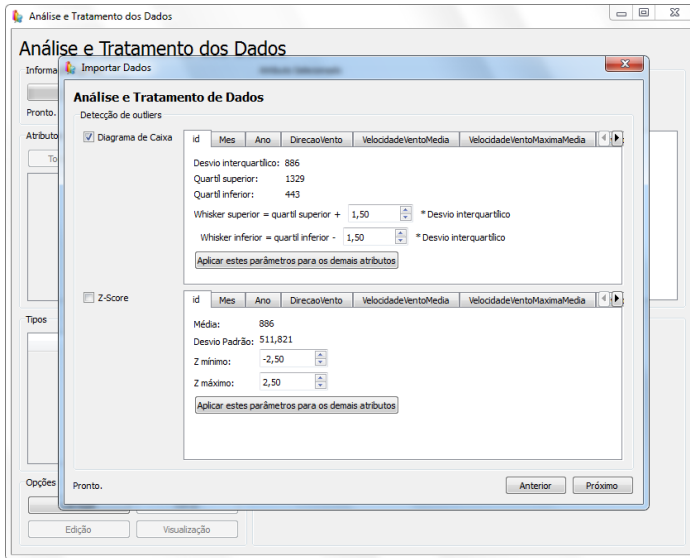 Análise e Tratamento dos Dados
Análise e Tratamento dos Dados
Informa
Importar Dados
Pronto.
Atributo
To
Tipos
Opções
Edição
Visualização
Análise e Tratamento de Dados
Detecção de outliers
Diagrama de Caixa
id Mes Ano DirecaoVento VelocidadeVentoMedia VelocidadeVentoMaximaMedia
Desvio interquartílico: 886
Quartil superior: 1329
Quartil inferior: 443
Whisker superior = quartil superior + 1,50 * Desvio interquartílico
Whisker inferior = quartil inferior - 1,50 * Desvio interquartílico
Aplicar estes parâmetros para os demais atributos
Z-Score
id Mes Ano DirecaoVento VelocidadeVentoMedia VelocidadeVentoMaximaMedia
Média: 886
Desvio Padrão: 511,821
Z mínimo: -2,50
Z máximo: 2,50
Aplicar estes parâmetros para os demais atributos
Pronto.
Anterior Próximo